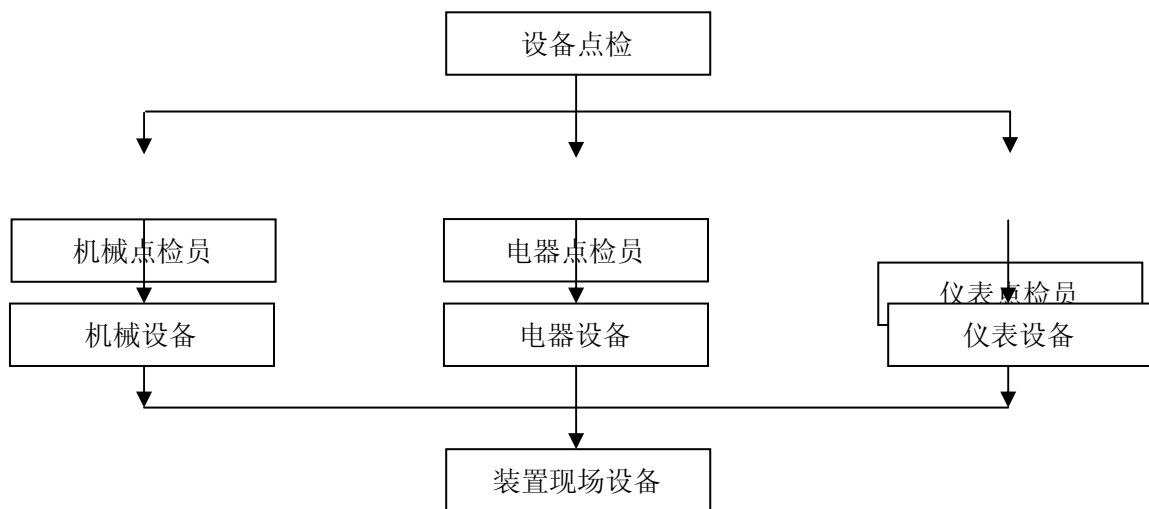 设备点检
机械点检员
电器点检员
仪表点检员
机械设备
电器设备
仪表设备
装置现场设备